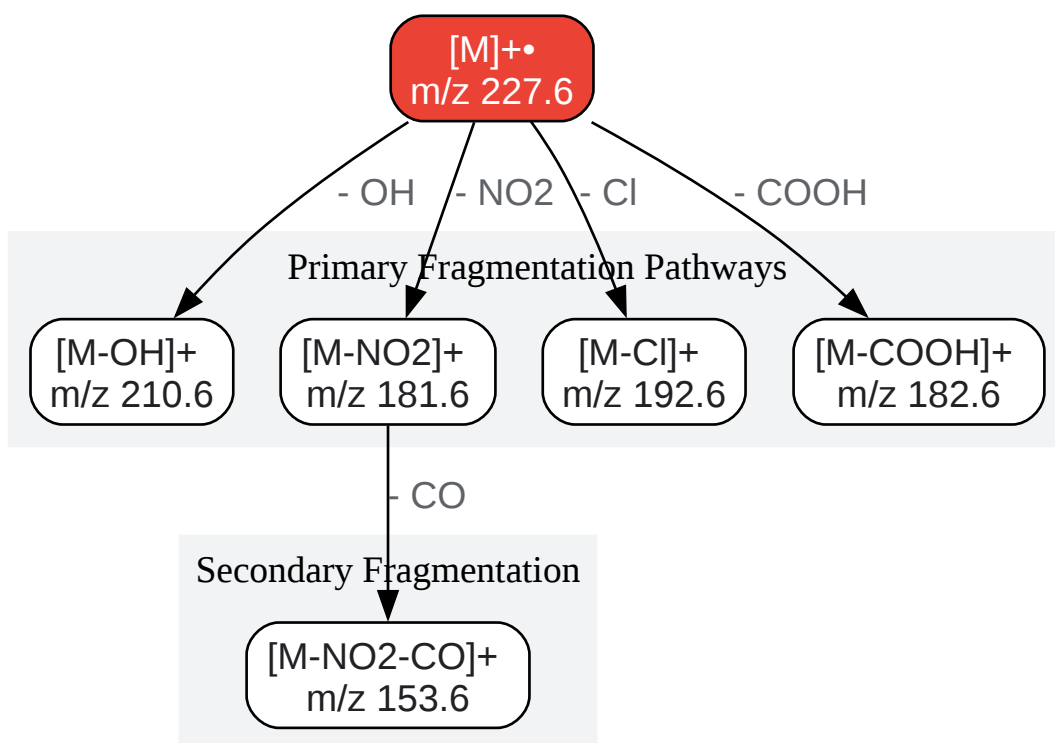 [M]+•
m/z 227.6
- OH
- NO2
- Cl
- COOH
Primary Fragmentation Pathways
[M-OH]+
m/z 210.6
[M-NO2]+
m/z 181.6
[M-Cl]+
m/z 192.6
[M-COOH]+
m/z 182.6
- CO
Secondary Fragmentation
[M-NO2-CO]+
m/z 153.6